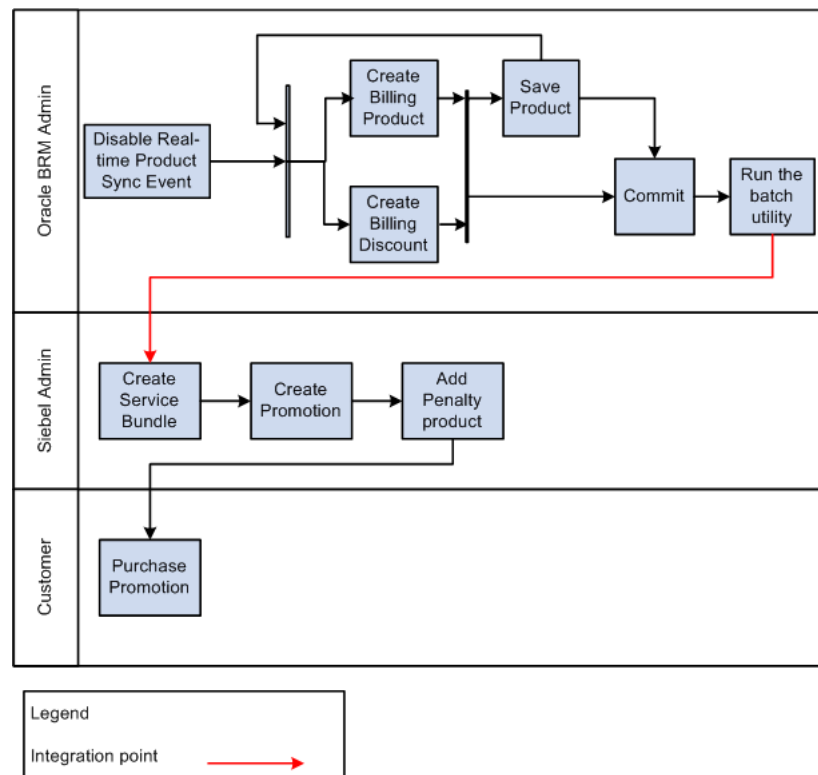 Oracle BRM Admin
Disable Real-
time Product
Sync Event
Create
Billing
Product
Create
Billing
Discount
Save
Product
Commit
Run the
batch
utility
Siebel Admin
Create
Service
Bundle
Create
Promotion
Add
Penalty
product
Customer
Purchase
Promotion
Legend
Integration point